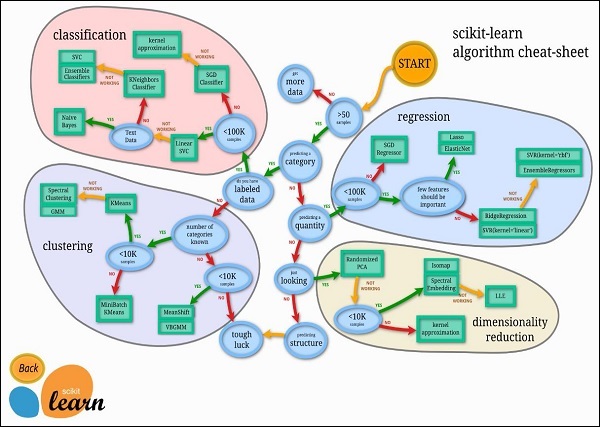 classification
kernel
approximation
SVC
Ensemble
Classifiers
NOT
WORKING
KNeighbors
Classifier
NOT
WORKING
SGD
Classifier
NO
NO
YES
Naive
Bayes
YES
Text
Data
NOT
WORKING
Linear
SVC
YES
<100K
samples
scikit-learn
algorithm cheat-sheet
START
get
more
data
NO
>50
samples
YES
predicting a
category
YES
NO
do you have
labeled
data
YES
NO
predicting a
quantity
YES
NO
just
looking
YES
NO
predicting
structure
tough
luck
regression
SGD
Regressor
NO
<100K
samples
YES
few features
should be
important
YES
Lasso
ElasticNet
NO
RidgeRegression
SVR(kernel='linear')
NOT
WORKING
SVR(kernel='rbf')
EnsembleRegressors
clustering
Spectral
Clustering
GMM
NOT
WORKING
KMeans
YES
<10K
samples
NO
MiniBatch
KMeans
number of
categories
known
YES
NO
<10K
samples
YES
NO
MeanShift
VBGMM
Randomized
PCA
NOT
WORKING
<10K
samples
YES
NO
Isomap
Spectral
Embedding
NOT
WORKING
LLE
kernel
approximation
dimensionality
reduction
Back
scikit
learn